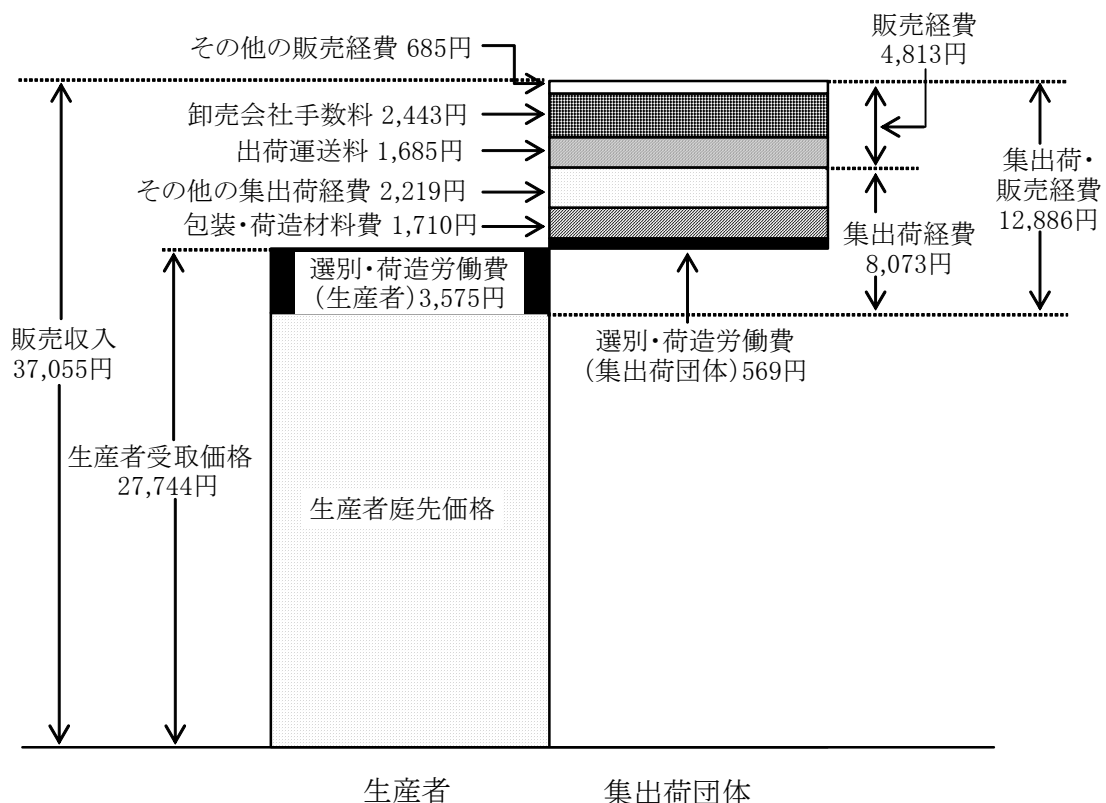 その他の販売経費 685円
卸売会社手数料 2,443円
出荷運送料 1,685円
その他の集出荷経費 2,219円
包装・荷造材料費 1,710円
販売経費
4,813円
集出荷・
販売経費
12,886円
集出荷経費
8,073円
選別・荷造労働費
(生産者)3,575円
選別・荷造労働費
(集出荷団体)569円
販売収入
37,055円
生産者受取価格
27,744円
生産者庭先価格
生産者
集出荷団体